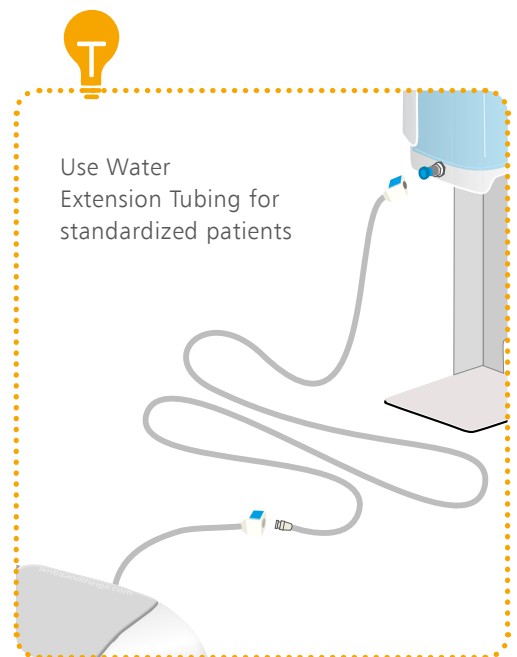 T
Use Water
Extension Tubing for
standardized patients